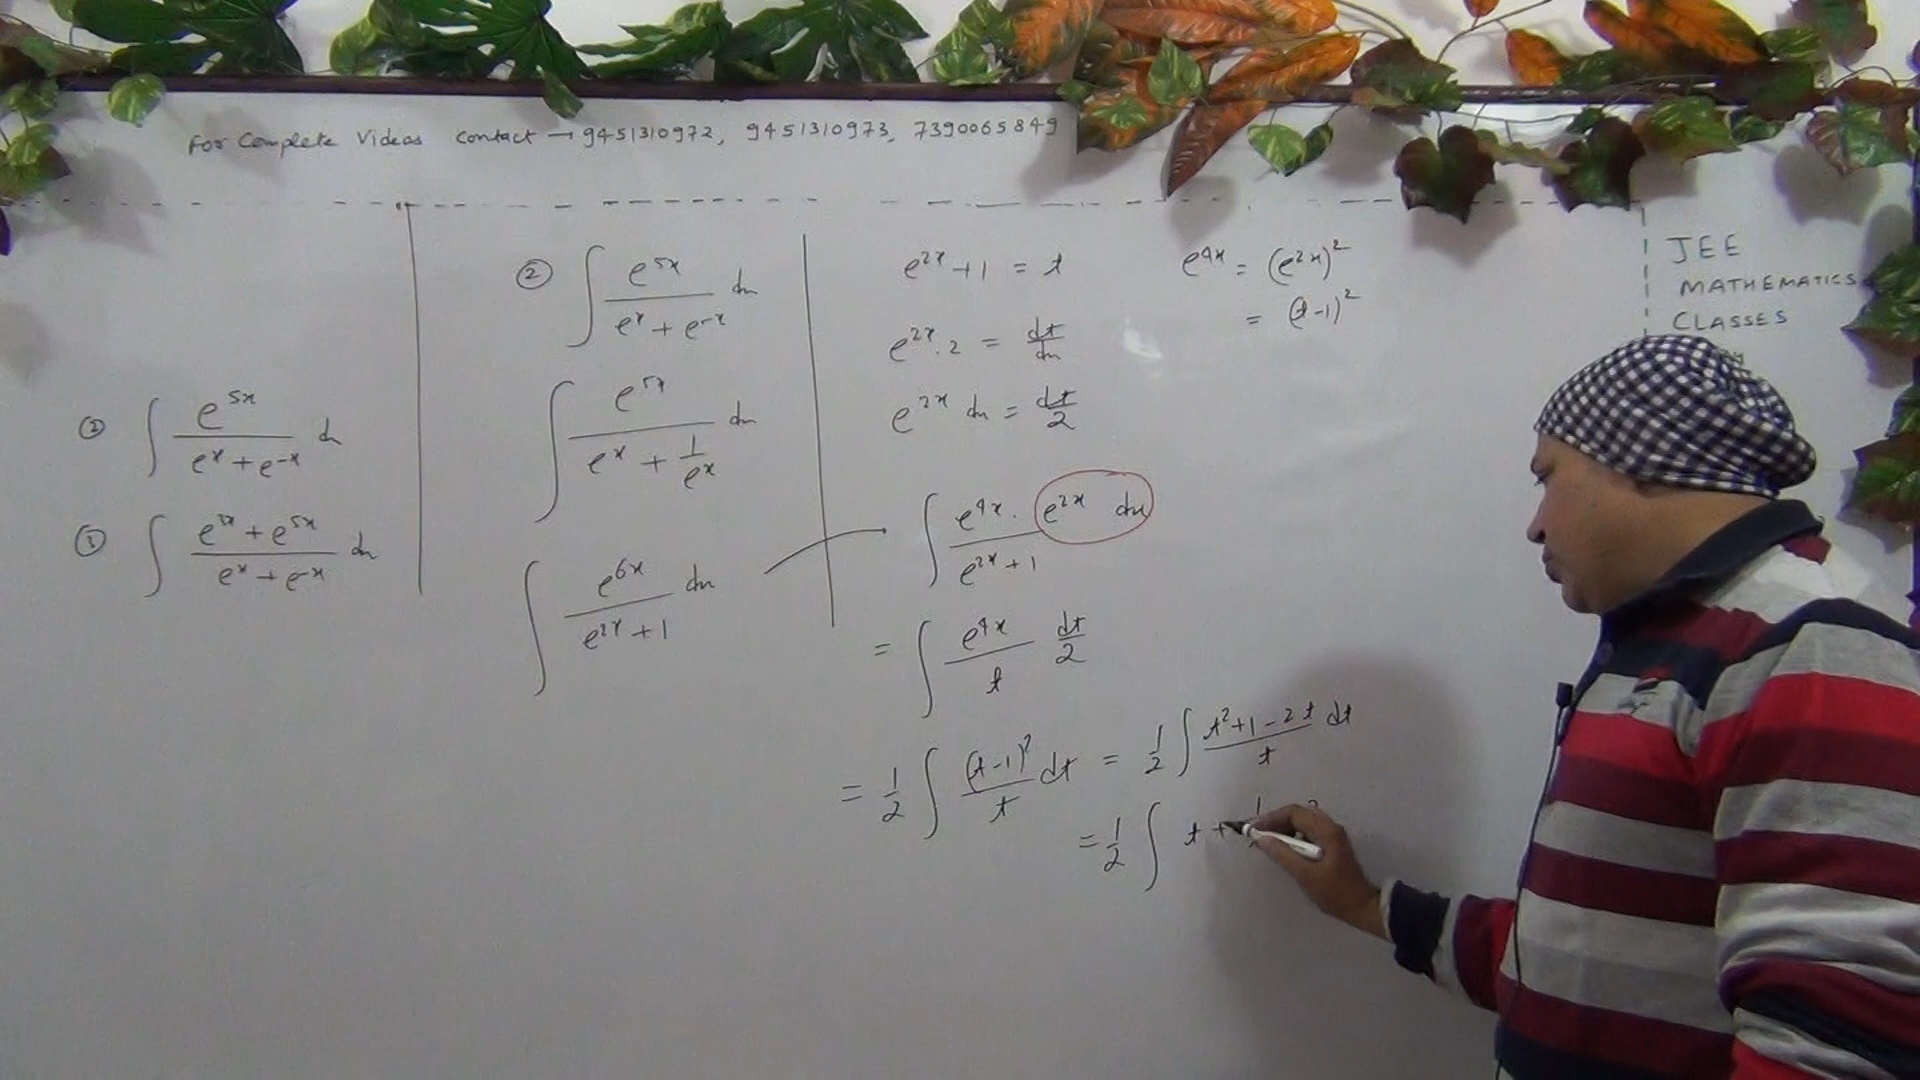 For Complete Videos Contact → 9451310972, 9451310973, 7390065849
JEE
MATHEMATICS
CLASSES
② ∫ e^{5x} / (e^x + e^{-x}) dx
③ ∫ (e^{3x} + e^{5x}) / (e^x + e^{-x}) dx
② ∫ e^{5x} / (e^x + e^{-x}) dx
∫ e^{5x} / (e^x + 1/e^x) dx
∫ e^{6x} / (e^{2x} + 1) dx
e^{2x} + 1 = t
e^{2x} · 2 = dt/dx
e^{2x} dx = dt/2
∫ e^{4x} · e^{2x} dx / (e^{2x} + 1)
= ∫ e^{4x} / t dt/2
= 1/2 ∫ (t-1)^2 / t dt = 1/2 ∫ (t^2 + 1 - 2t) / t dt
= 1/2 ∫ t +
e^{4x} = (e^{2x})^2
= (t-1)^2